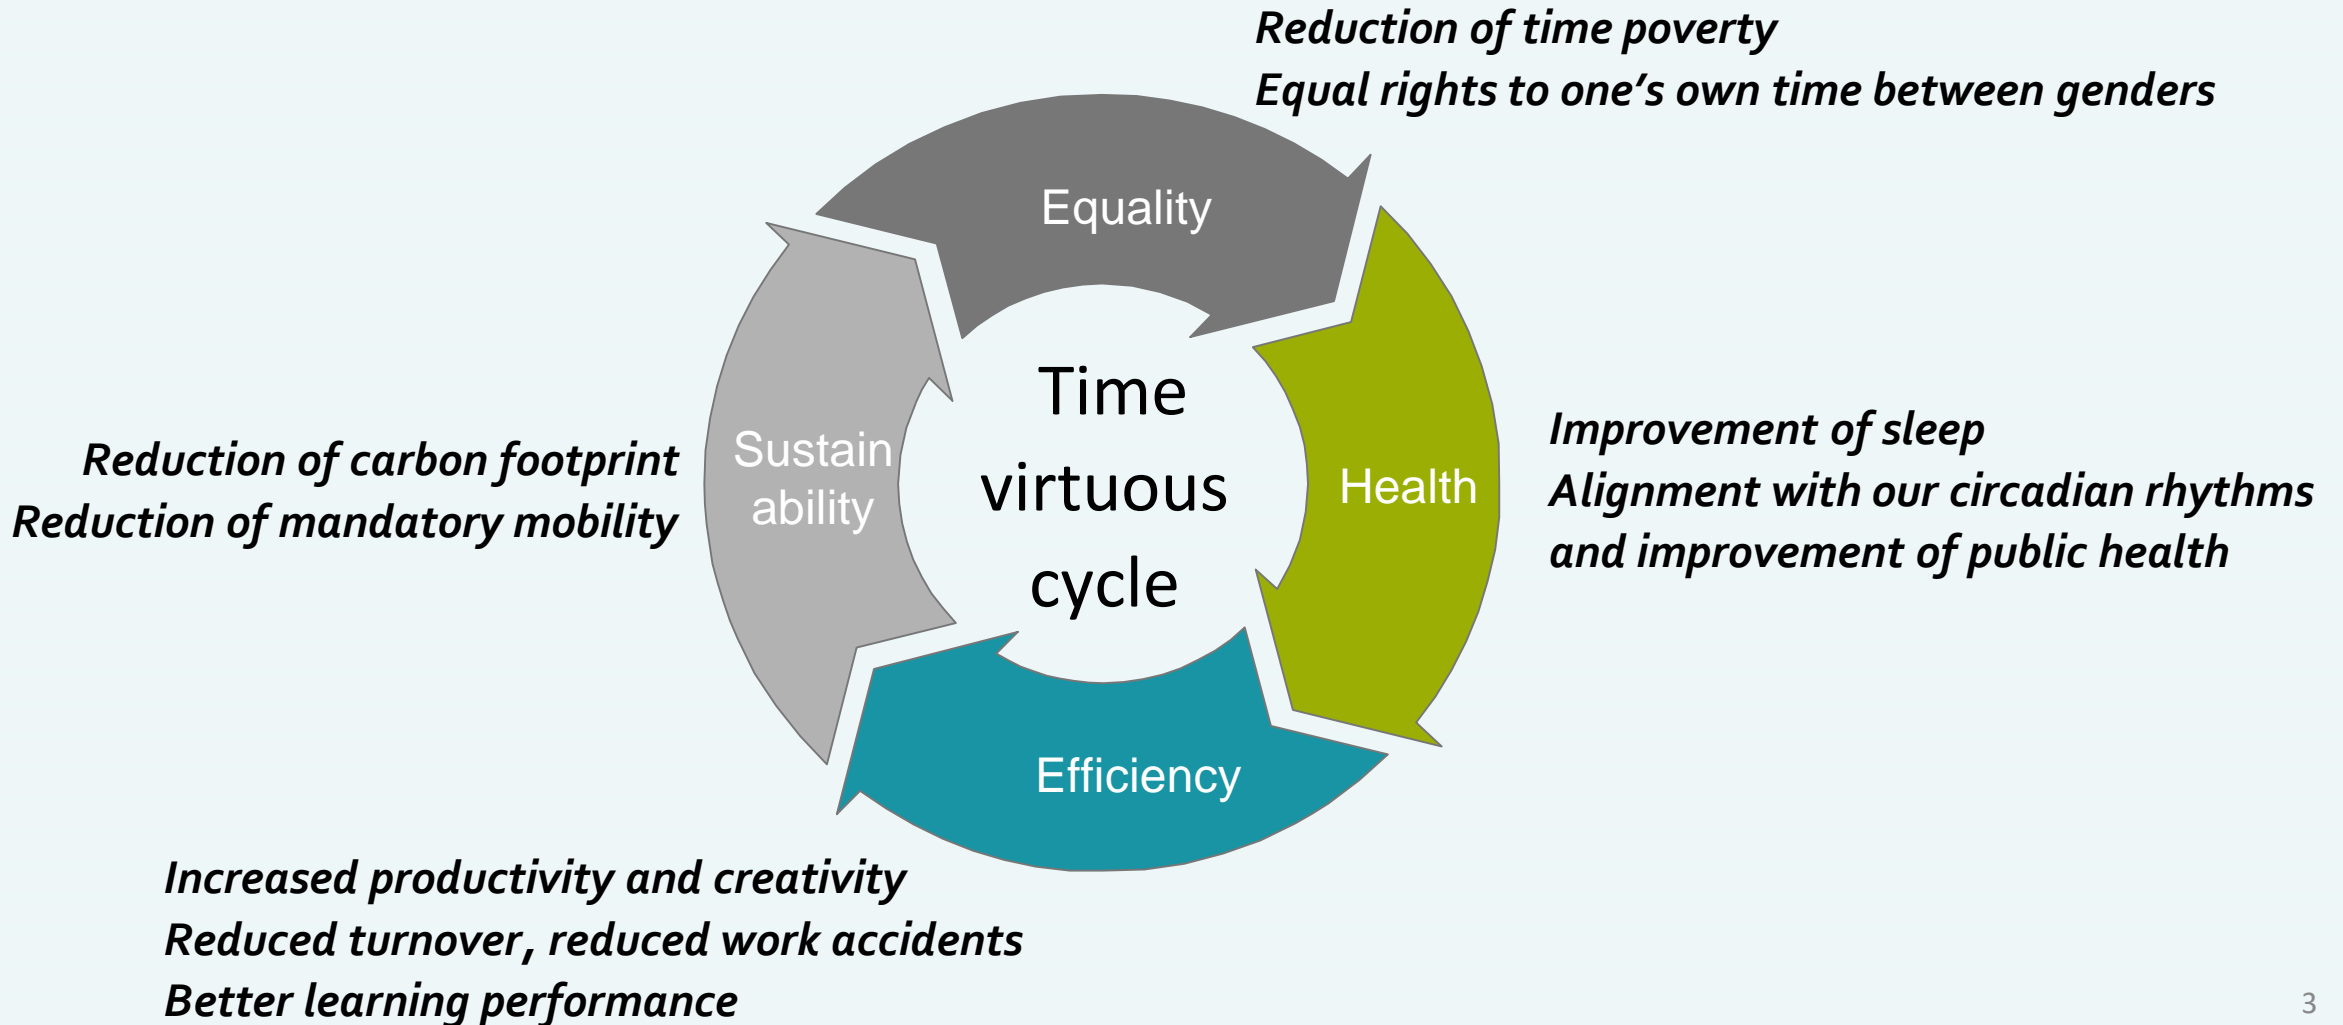 Reduction of time poverty
Equal rights to one’s own time between genders
Equality
Time
virtuous
cycle
Sustain
ability
Health
Reduction of carbon footprint
Reduction of mandatory mobility
Improvement of sleep
Alignment with our circadian rhythms
and improvement of public health
Efficiency
Increased productivity and creativity
Reduced turnover, reduced work accidents
Better learning performance
3